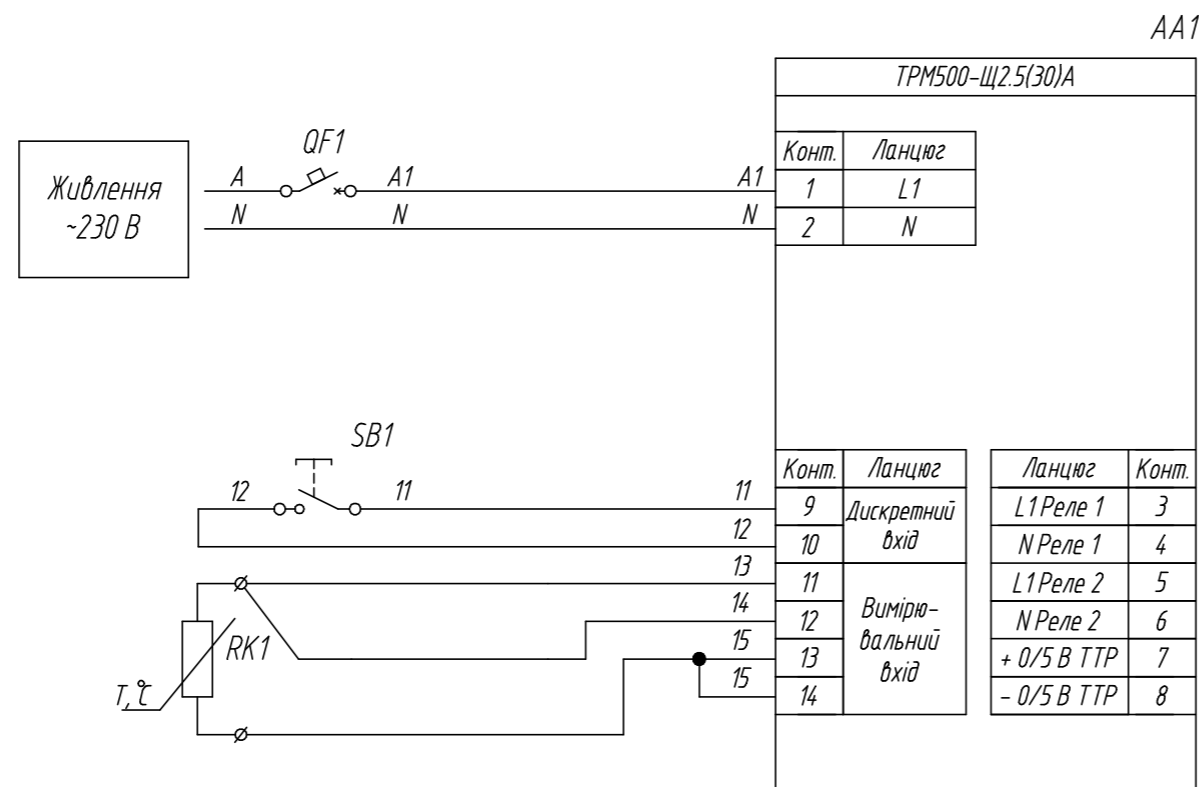 AA1
ТРМ500-Щ2.5(30)А
Конт. Ланцюг
1 L1
2 N
Живлення
~230 В
QF1
A A1 A1
N N N
SB1
12 11 11
12
13
14
15
15
RK1
T,℃
Конт. Ланцюг
9 Дискретний
10 вхід
11 Вимірю-
12 вальний
13 вхід
14
Ланцюг Конт.
L1 Реле 1 3
N Реле 1 4
L1 Реле 2 5
N Реле 2 6
+ 0/5 В ТТР 7
- 0/5 В ТТР 8